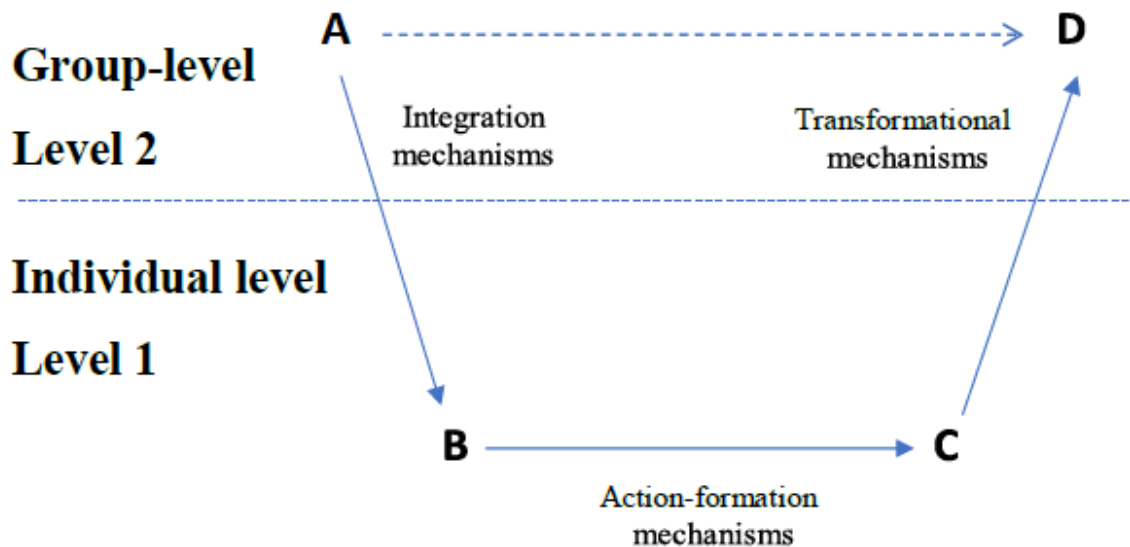 A
D
Group-level
Level 2
Integration
mechanisms
Transformational
mechanisms
Individual level
Level 1
B
C
Action-formation
mechanisms